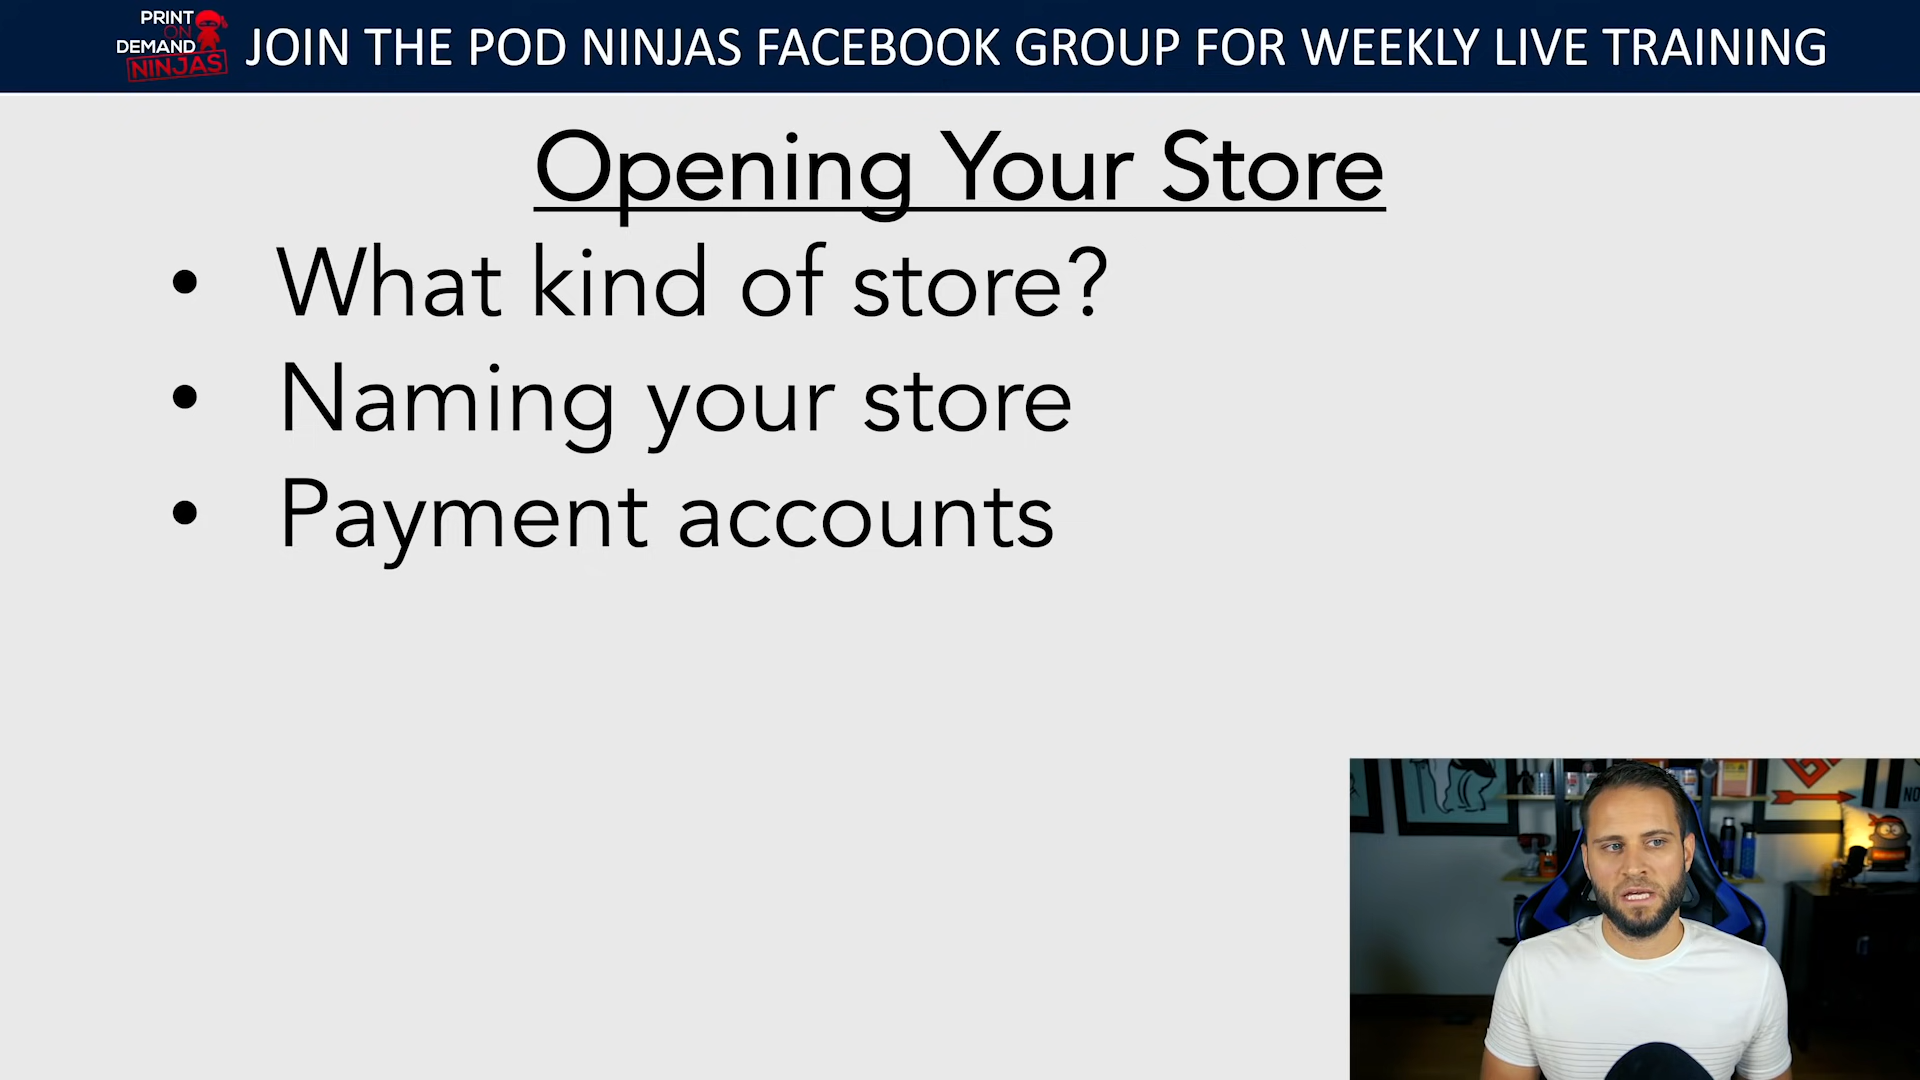 PRINT
ON
DEMAND
NINJAS
JOIN THE POD NINJAS FACEBOOK GROUP FOR WEEKLY LIVE TRAINING
Opening Your Store
• What kind of store?
• Naming your store
• Payment accounts
NO